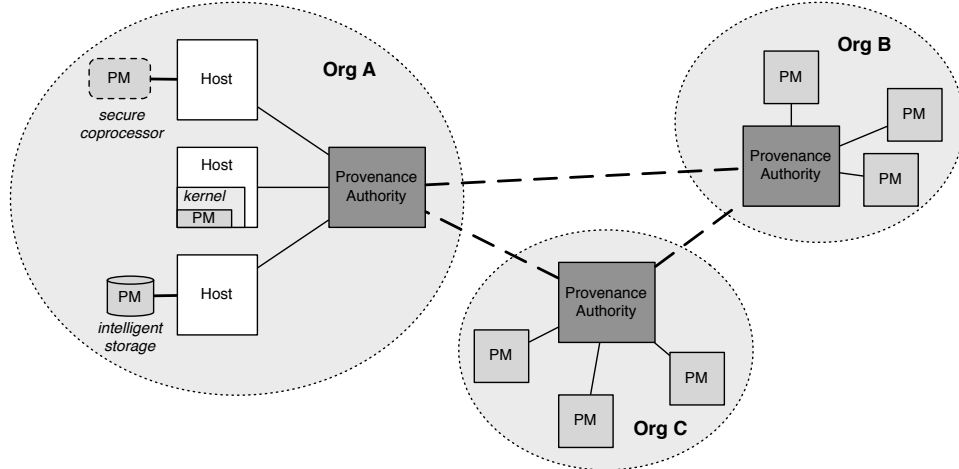 Org A
PM
Host
secure
coprocessor
Host
kernel
PM
Provenance
Authority
PM
Host
intelligent
storage
Org B
PM
PM
Provenance
Authority
PM
Provenance
Authority
PM
PM
PM
Org C